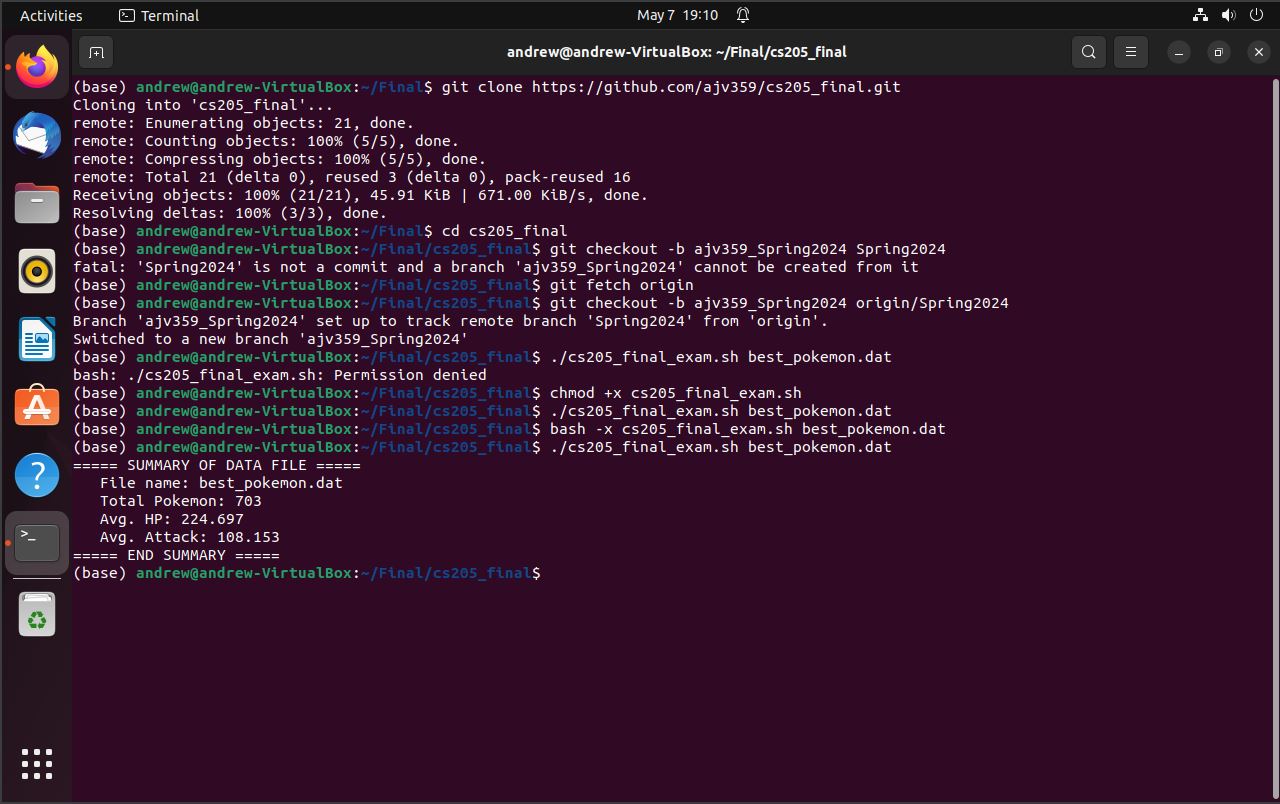 Activities Terminal May 7 19:10
andrew@andrew-VirtualBox: ~/Final/cs205_final
(base) andrew@andrew-VirtualBox:~/Final$ git clone https://github.com/ajv359/cs205_final.git
Cloning into 'cs205_final'...
remote: Enumerating objects: 21, done.
remote: Counting objects: 100% (5/5), done.
remote: Compressing objects: 100% (5/5), done.
remote: Total 21 (delta 0), reused 3 (delta 0), pack-reused 16
Receiving objects: 100% (21/21), 45.91 KiB | 671.00 KiB/s, done.
Resolving deltas: 100% (3/3), done.
(base) andrew@andrew-VirtualBox:~/Final$ cd cs205_final
(base) andrew@andrew-VirtualBox:~/Final/cs205_final$ git checkout -b ajv359_Spring2024 Spring2024
fatal: 'Spring2024' is not a commit and a branch 'ajv359_Spring2024' cannot be created from it
(base) andrew@andrew-VirtualBox:~/Final/cs205_final$ git fetch origin
(base) andrew@andrew-VirtualBox:~/Final/cs205_final$ git checkout -b ajv359_Spring2024 origin/Spring2024
Branch 'ajv359_Spring2024' set up to track remote branch 'Spring2024' from 'origin'.
Switched to a new branch 'ajv359_Spring2024'
(base) andrew@andrew-VirtualBox:~/Final/cs205_final$ ./cs205_final_exam.sh best_pokemon.dat
bash: ./cs205_final_exam.sh: Permission denied
(base) andrew@andrew-VirtualBox:~/Final/cs205_final$ chmod +x cs205_final_exam.sh
(base) andrew@andrew-VirtualBox:~/Final/cs205_final$ ./cs205_final_exam.sh best_pokemon.dat
(base) andrew@andrew-VirtualBox:~/Final/cs205_final$ bash -x cs205_final_exam.sh best_pokemon.dat
(base) andrew@andrew-VirtualBox:~/Final/cs205_final$ ./cs205_final_exam.sh best_pokemon.dat
===== SUMMARY OF DATA FILE =====
   File name: best_pokemon.dat
   Total Pokemon: 703
   Avg. HP: 224.697
   Avg. Attack: 108.153
===== END SUMMARY =====
(base) andrew@andrew-VirtualBox:~/Final/cs205_final$